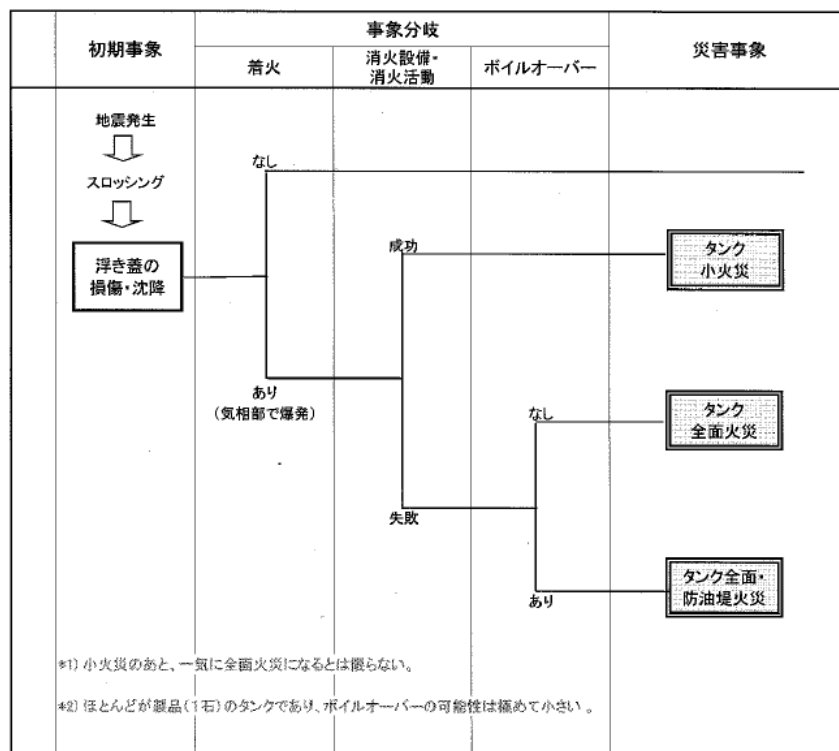 初期事象
事象分岐
災害事象
着火
消火設備・
消火活動
ボイルオーバー
地震発生
スロッシング
浮き蓋の
損傷・沈降
なし
あり
(気相部で爆発)
成功
失敗
なし
あり
タンク
小火災
タンク
全面火災
タンク全面・
防油堤火災
*1) 小火災のあと、一気に全面火災になるとは限らない。
*2) ほとんどが製品(1石)のタンクであり、ボイルオーバーの可能性は極めて小さい。